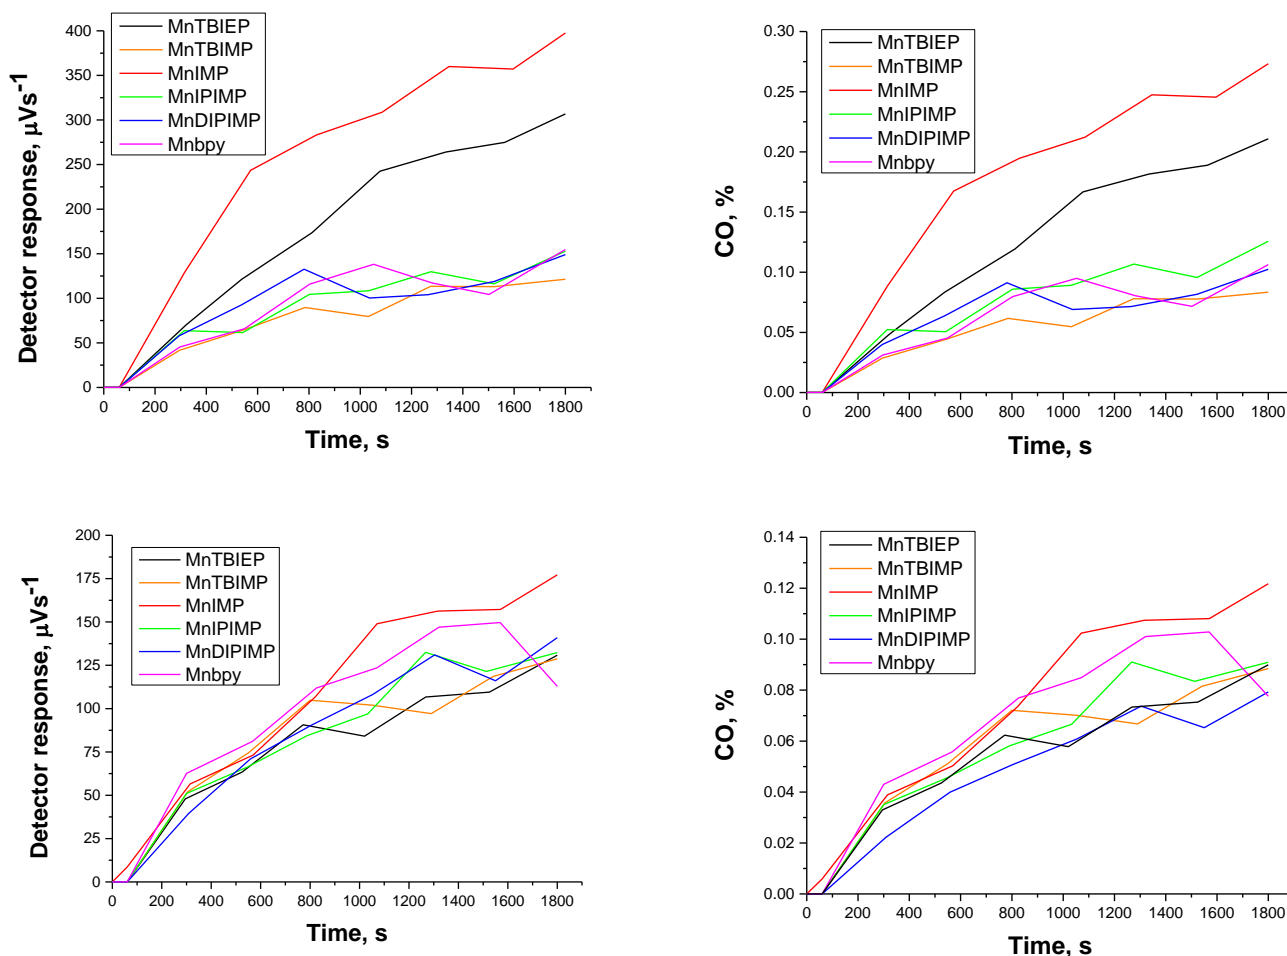 MnTBIEP
MnTBIMP
MnIMP
MnIPIMP
MnDIPIMP
Mnbpy
400
350
300
250
200
150
100
50
0
Detector response, μVs⁻¹
0 200 400 600 800 1000 1200 1400 1600 1800
Time, s
MnTBIEP
MnTBIMP
MnIMP
MnIPIMP
MnDIPIMP
Mnbpy
0.30
0.25
0.20
0.15
0.10
0.05
0.00
CO, %
0 200 400 600 800 1000 1200 1400 1600 1800
Time, s
MnTBIEP
MnTBIMP
MnIMP
MnIPIMP
MnDIPIMP
Mnbpy
200
175
150
125
100
75
50
25
0
Detector response, μVs⁻¹
0 200 400 600 800 1000 1200 1400 1600 1800
Time, s
MnTBIEP
MnTBIMP
MnIMP
MnIPIMP
MnDIPIMP
Mnbpy
0.14
0.12
0.10
0.08
0.06
0.04
0.02
0.00
CO, %
0 200 400 600 800 1000 1200 1400 1600 1800
Time, s